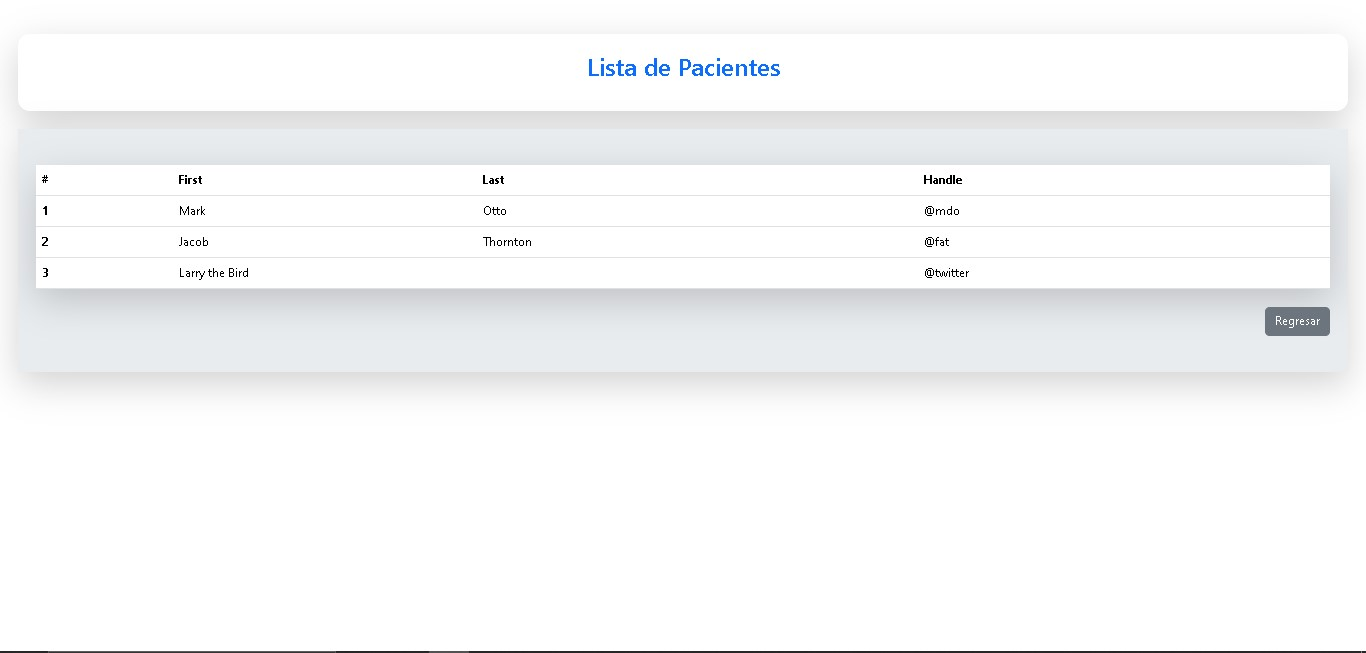 Lista de Pacientes
# First Last Handle
1 Mark Otto @mdo
2 Jacob Thornton @fat
3 Larry the Bird @twitter
Regresar